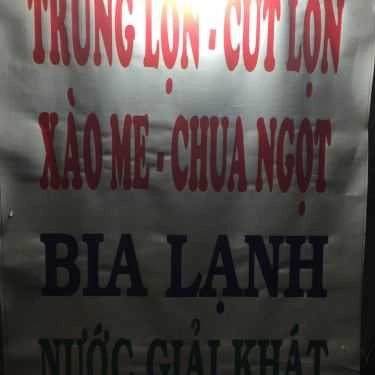 TRỨNG LỘN - CÚT LỘN
XÀO ME - CHUA NGỌT
BIA LẠNH
NƯỚC GIẢI KHÁT